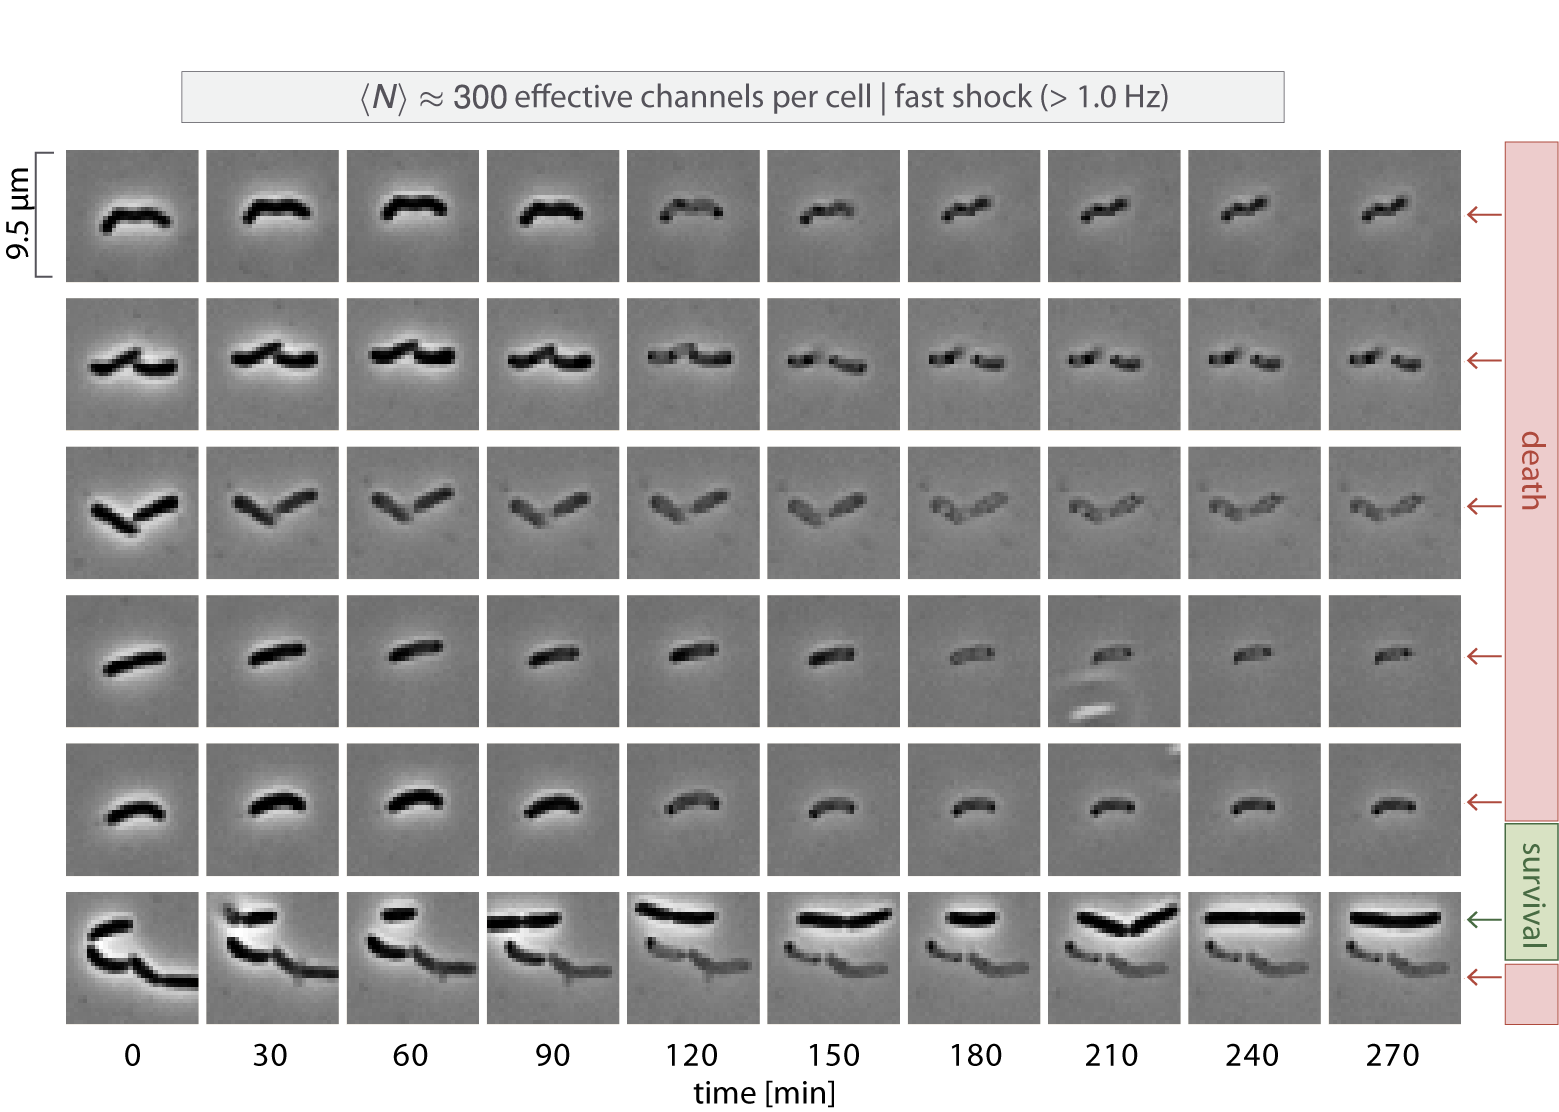 ⟨N⟩ ≈ 300 effective channels per cell | fast shock (> 1.0 Hz)
9.5 μm
death
survival
0 30 60 90 120 150 180 210 240 270
time [min]